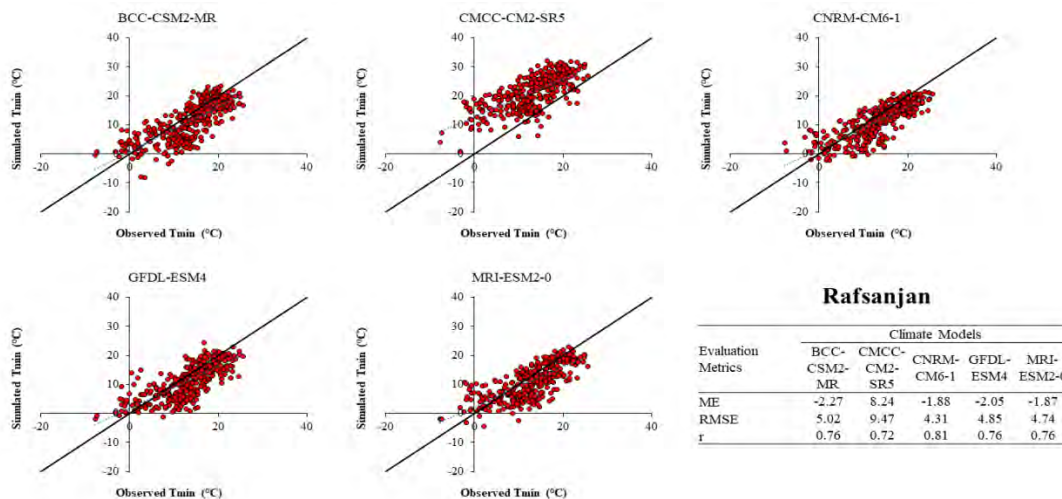 BCC-CSM2-MR
40
30
20
10
0
-10
-20
-20
0
20
40
Simulated Tmin (°C)
Observed Tmin (°C)
CMCC-CM2-SR5
40
30
20
10
0
-10
-20
-20
0
20
40
Simulated Tmin (°C)
Observed Tmin (°C)
CNRM-CM6-1
40
30
20
10
0
-10
-20
-20
0
20
40
Simulated Tmin (°C)
Observed Tmin (°C)
GFDL-ESM4
40
30
20
10
0
-10
-20
-20
0
20
40
Simulated Tmin (°C)
Observed Tmin (°C)
MRI-ESM2-0
40
30
20
10
0
-10
-20
-20
0
20
40
Simulated Tmin (°C)
Observed Tmin (°C)
Rafsanjan
Climate Models
Evaluation Metrics BCC-CSM2-MR CMCC-CM2-SR5 CNRM-CM6-1 GFDL-ESM4 MRI-ESM2-0
ME -2.27 8.24 -1.88 -2.05 -1.87
RMSE 5.02 9.47 4.31 4.85 4.74
r 0.76 0.72 0.81 0.76 0.76